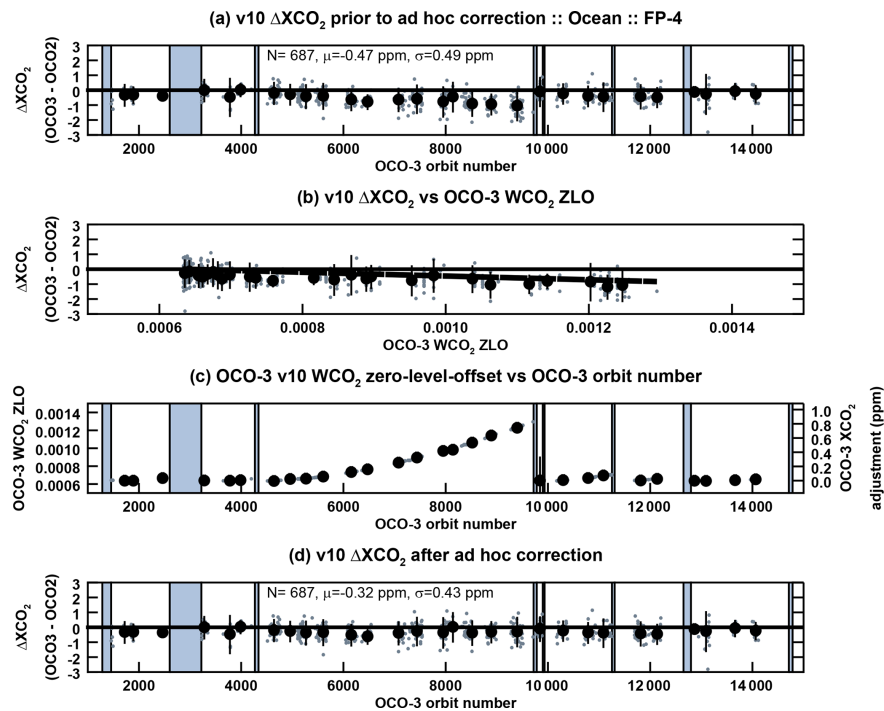 (a) v10 ΔXCO₂ prior to ad hoc correction :: Ocean :: FP-4
N= 687, μ=-0.47 ppm, σ=0.49 ppm
ΔXCO₂
(OCO3 - OCO2)
3
2
1
0
-1
-2
-3
2000 4000 6000 8000 10 000 12 000 14 000
OCO-3 orbit number
(b) v10 ΔXCO₂ vs OCO-3 WCO₂ ZLO
ΔXCO₂
(OCO3 - OCO2)
3
2
1
0
-1
-2
-3
0.0006 0.0008 0.0010 0.0012 0.0014
OCO-3 WCO₂ ZLO
(c) OCO-3 v10 WCO₂ zero-level-offset vs OCO-3 orbit number
OCO-3 WCO₂ ZLO
0.0014
0.0012
0.0010
0.0008
0.0006
1.0
0.8
0.6
0.4
0.2
0.0
OCO-3 XCO₂
adjustment (ppm)
2000 4000 6000 8000 10 000 12 000 14 000
OCO-3 orbit number
(d) v10 ΔXCO₂ after ad hoc correction
N= 687, μ=-0.32 ppm, σ=0.43 ppm
ΔXCO₂
(OCO3 - OCO2)
3
2
1
0
-1
-2
-3
2000 4000 6000 8000 10 000 12 000 14 000
OCO-3 orbit number